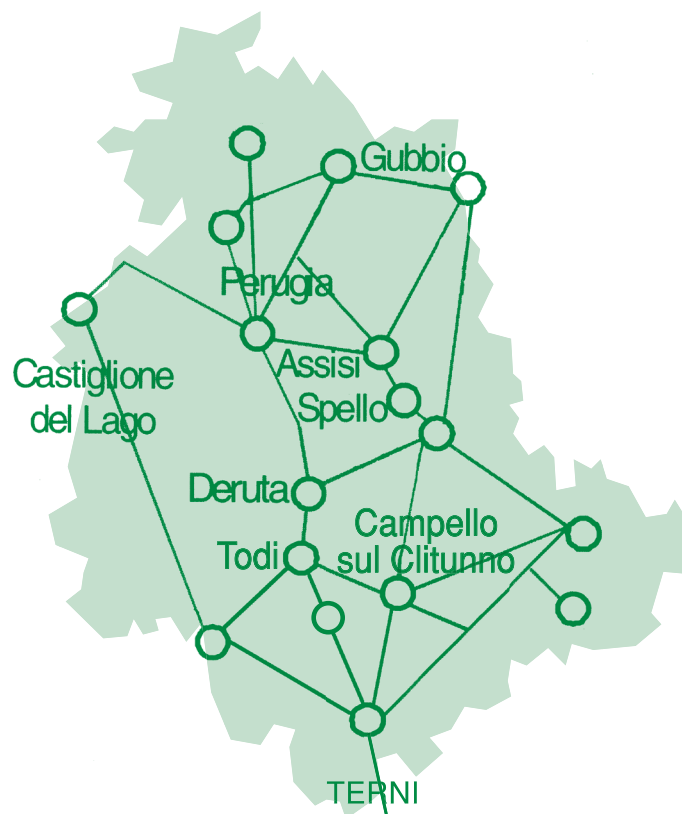 Gubbio
Perugia
Assisi
Castiglione
del Lago
Spello
Deruta
Campello
sul Clitunno
Todi
TERNI